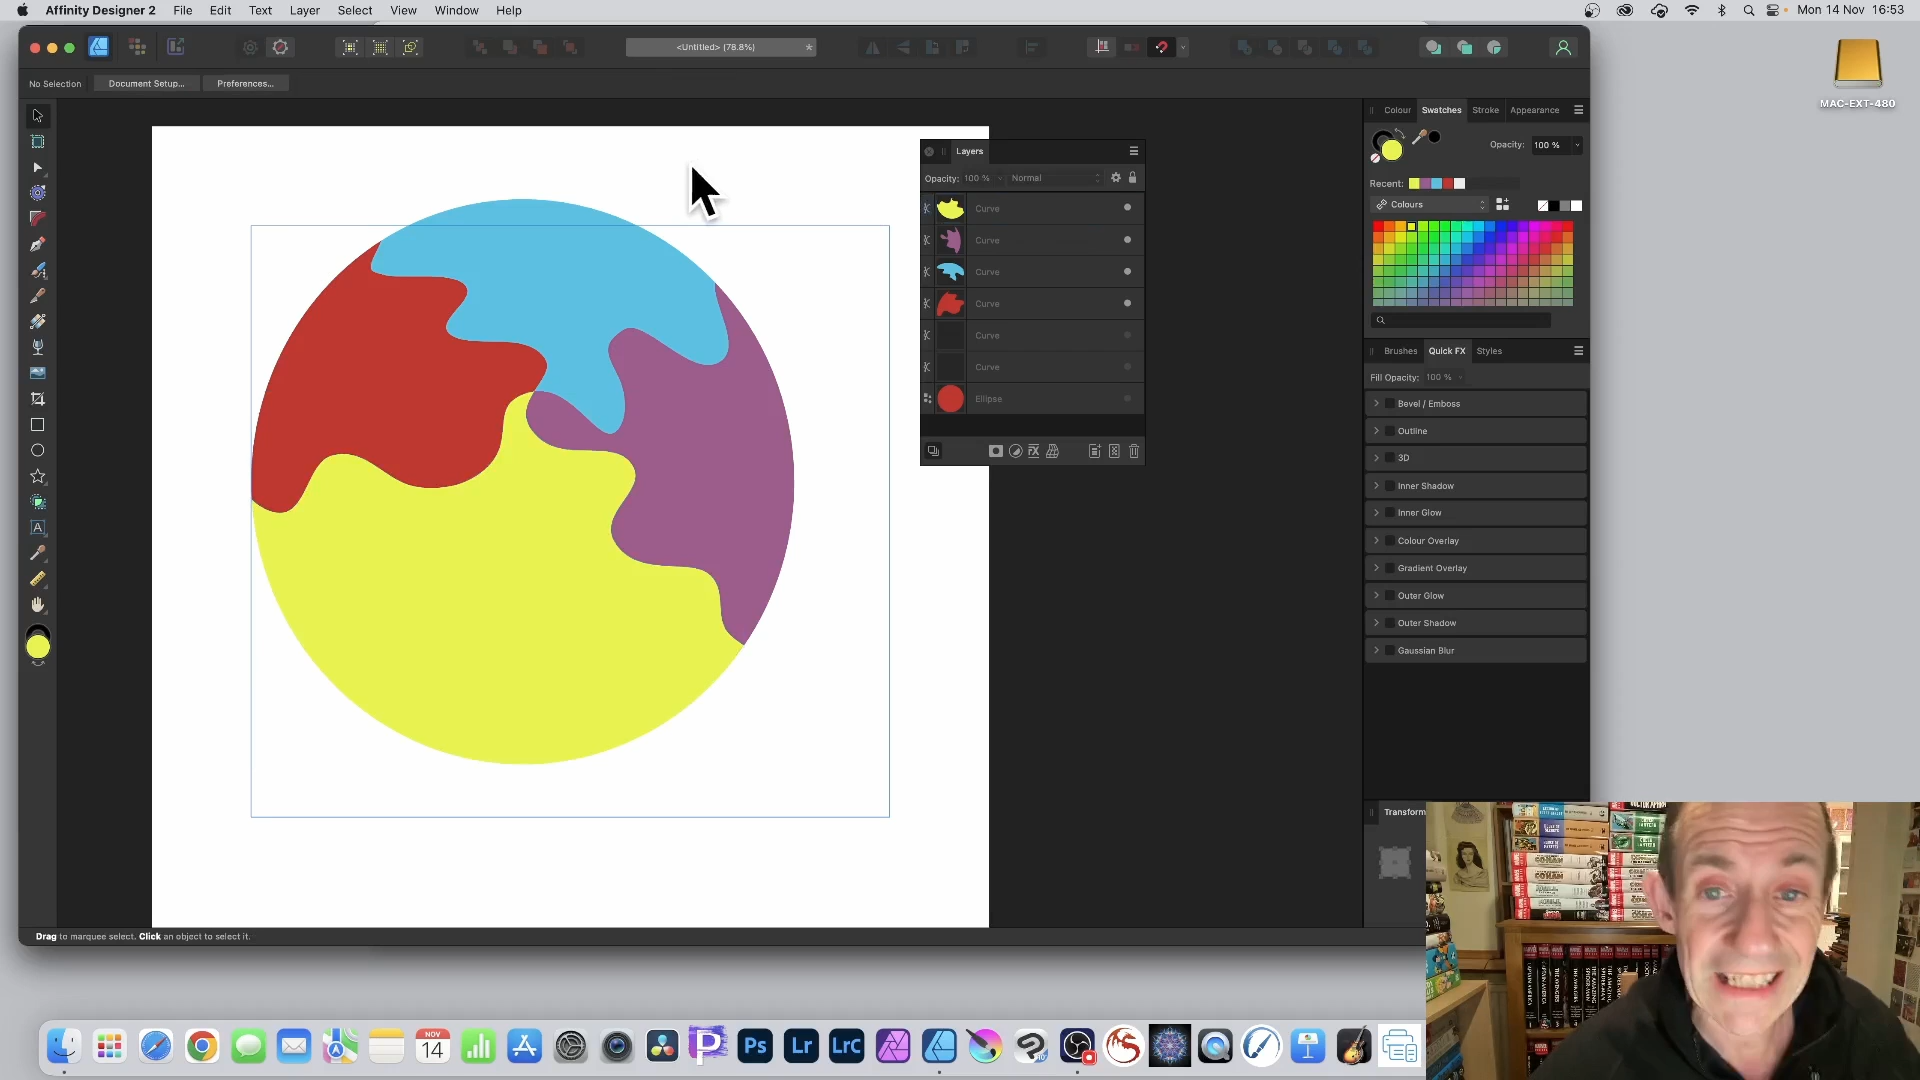 Affinity Designer 2 File Edit Text Layer Select View Window Help
Mon 14 Nov 16:53
<Untitled> (78.8%)
*
No Selection
Document Setup...
Preferences...
MAC-EXT-480
Layers
Opacity: 100 % Normal
Curve
Curve
Curve
Curve
Curve
Curve
Ellipse
FX
Colour Swatches Stroke Appearance
Opacity: 100 %
Recent:
Colours
Brushes Quick FX Styles
Fill Opacity: 100 %
Bevel / Emboss
Outline
3D
Inner Shadow
Inner Glow
Colour Overlay
Gradient Overlay
Outer Glow
Outer Shadow
Gaussian Blur
Transform
A
Drag to marquee select. Click an object to select it.
NOV
14
P
Ps
Lr
LrC